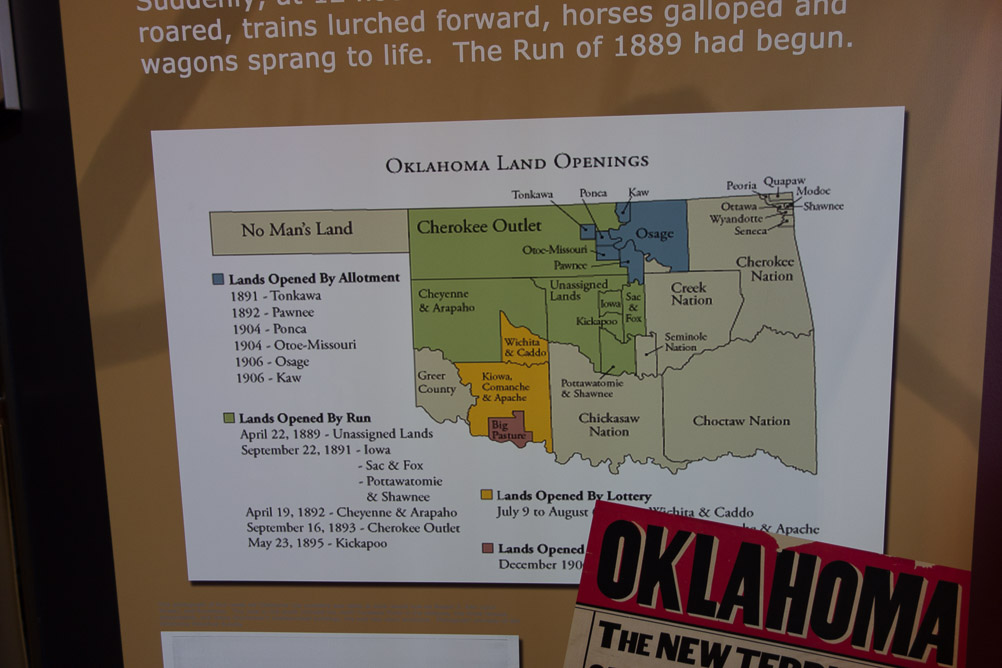 Suddenly, at 12
roared, trains lurched forward, horses galloped and
wagons sprang to life. The Run of 1889 had begun.
OKLAHOMA LAND OPENINGS
Tonkawa
Ponca
Kaw
Peoria
Quapaw
Modoc
Ottawa
Shawnee
Wyandotte
Seneca
No Man's Land
Cherokee Outlet
Osage
Otoe-Missouri
Pawnee
Cherokee
Nation
Lands Opened By Allotment
1891 - Tonkawa
1892 - Pawnee
1904 - Ponca
1904 - Otoe-Missouri
1906 - Osage
1906 - Kaw
Cheyenne
& Arapaho
Unassigned
Lands
Iowa
Sac
&
Fox
Kickapoo
Creek
Nation
Seminole
Nation
Wichita
& Caddo
Greer
County
Kiowa,
Comanche
& Apache
Pottawatomie
& Shawnee
Big
Pasture
Chickasaw
Nation
Choctaw Nation
Lands Opened By Run
April 22, 1889 - Unassigned Lands
September 22, 1891 - Iowa
- Sac & Fox
- Pottawatomie
& Shawnee
April 19, 1892 - Cheyenne & Arapaho
September 16, 1893 - Cherokee Outlet
May 23, 1895 - Kickapoo
Lands Opened By Lottery
July 9 to August Wichita & Caddo
& Apache
Lands Opened
December 190
OKLAHOMA
THE NEW TERRI